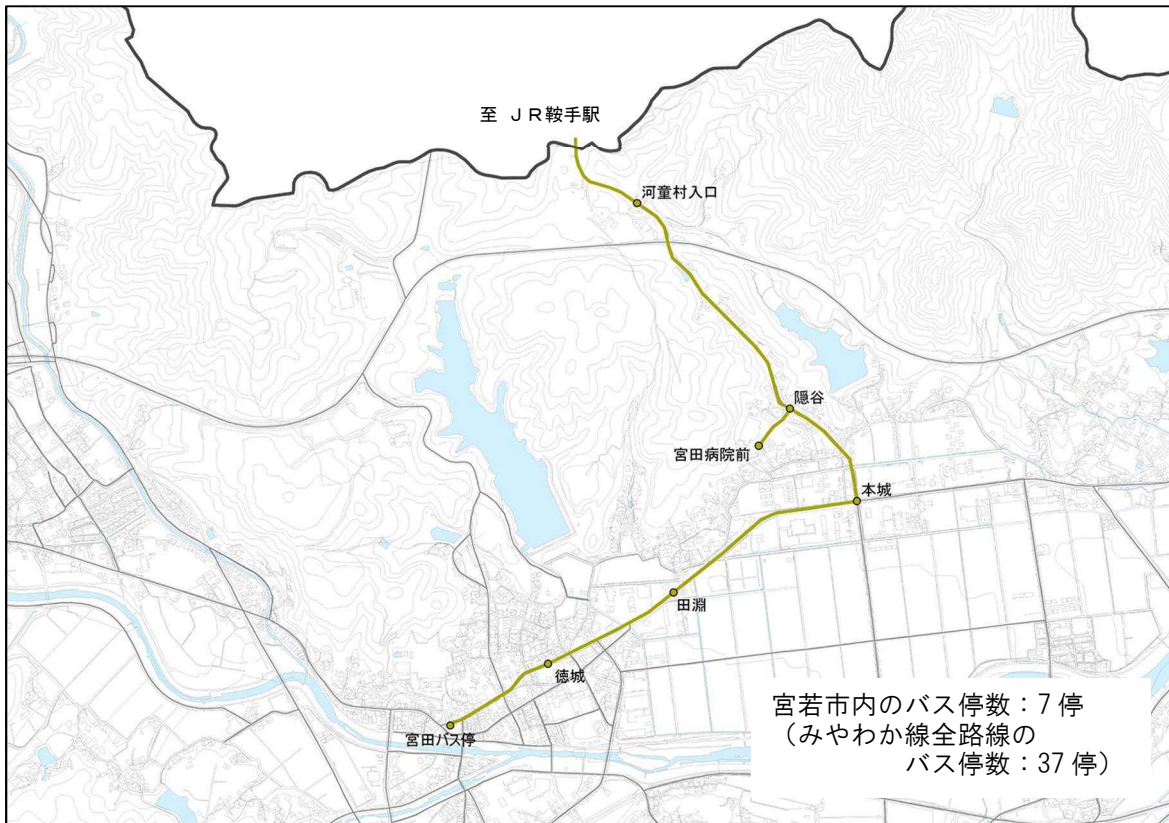 至 JR鞍手駅
河童村入口
隠谷
宮田病院前
本城
田淵
徳城
宮田バス停
宮若市内のバス停数：7停
（みやわか線全路線の
バス停数：37停）